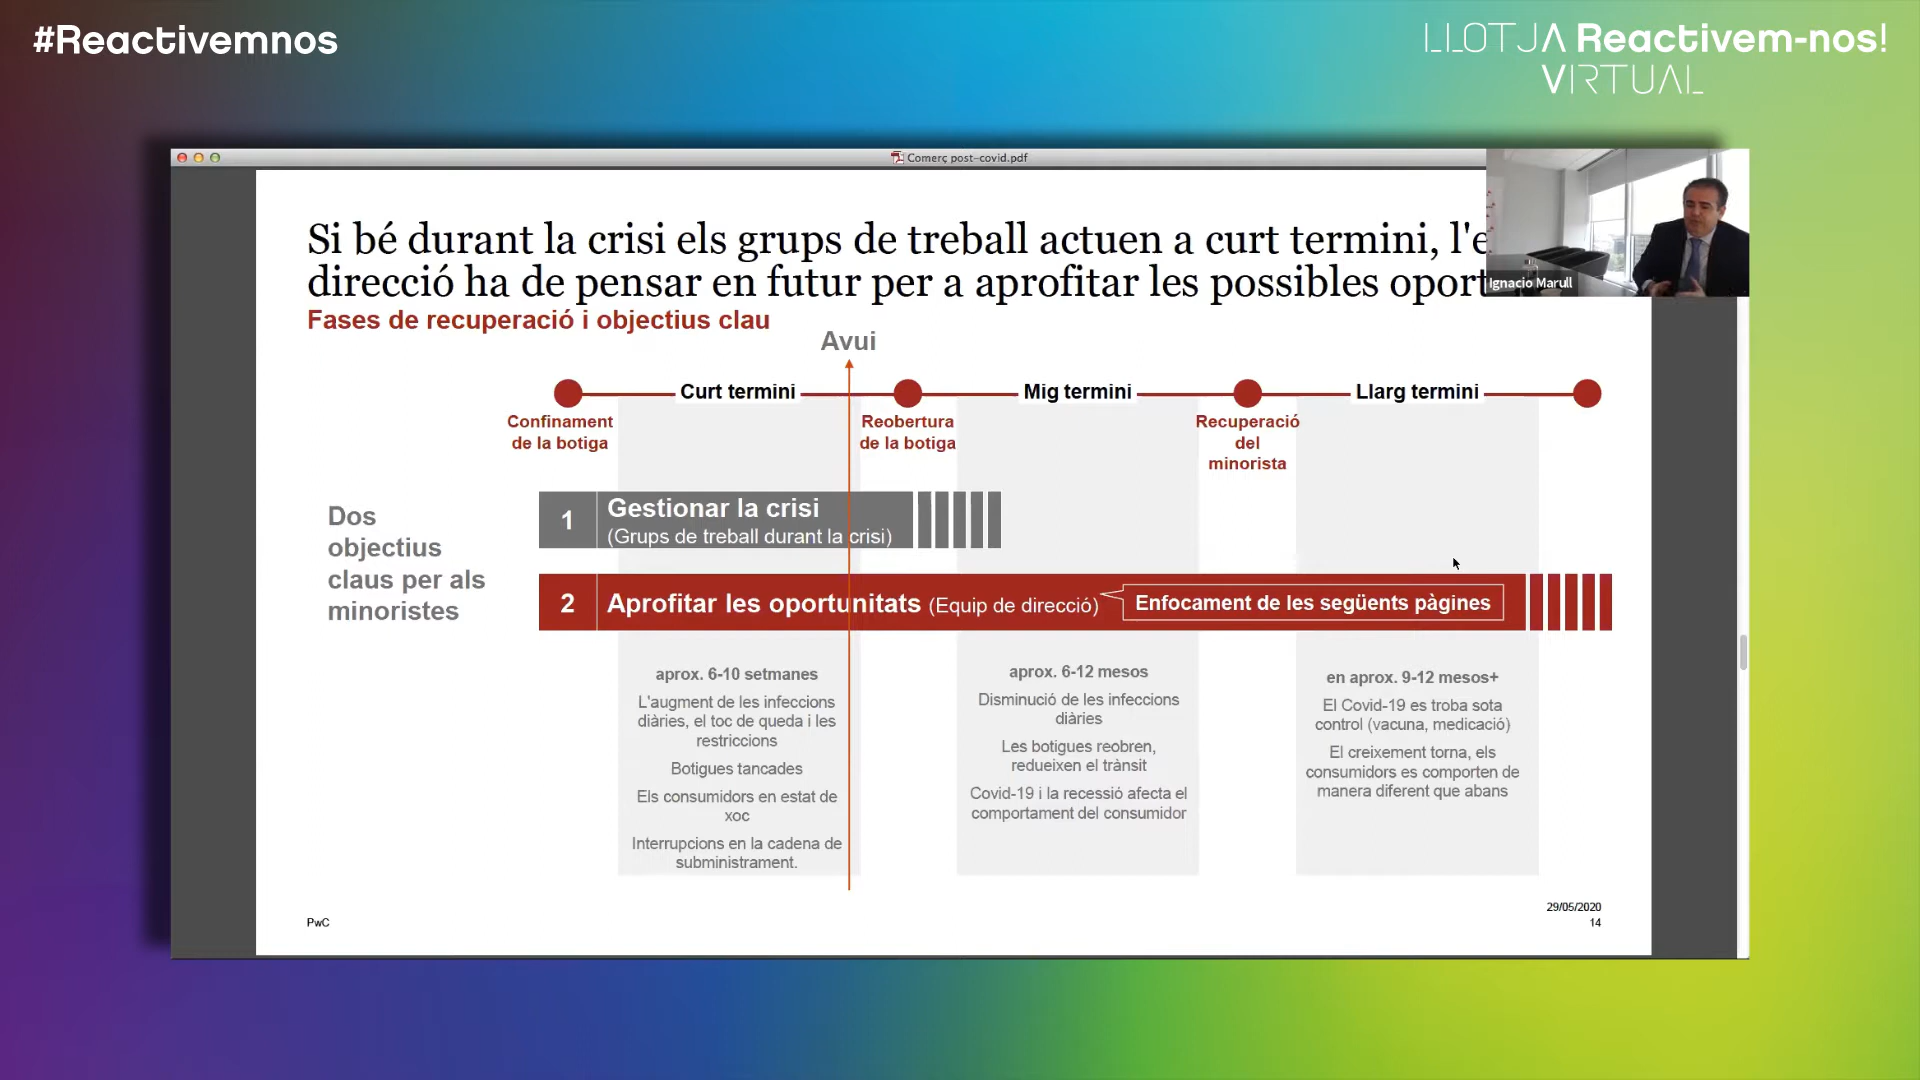 #Reactivemnos
LLOTJA Reactivem-nos!
VIRTUAL
Comerç post-covid.pdf
Si bé durant la crisi els grups de treball actuen a curt termini, l'e
direcció ha de pensar en futur per a aprofitar les possibles oport
Ignacio Marull
Fases de recuperació i objectius clau
Avui
Curt termini
Mig termini
Llarg termini
Confinament
de la botiga
Reobertura
de la botiga
Recuperació
del
minorista
Dos
objectius
claus per als
minoristes
1
Gestionar la crisi
(Grups de treball durant la crisi)
2
Aprofitar les oportunitats (Equip de direcció)
Enfocament de les següents pàgines
aprox. 6-10 setmanes
L'augment de les infeccions
diàries, el toc de queda i les
restriccions
Botigues tancades
Els consumidors en estat de
xoc
Interrupcions en la cadena de
subministrament.
aprox. 6-12 mesos
Disminució de les infeccions
diàries
Les botigues reobren,
redueixen el trànsit
Covid-19 i la recessió afecta el
comportament del consumidor
en aprox. 9-12 mesos+
El Covid-19 es troba sota
control (vacuna, medicació)
El creixement torna, els
consumidors es comporten de
manera diferent que abans
PwC
29/05/2020
14